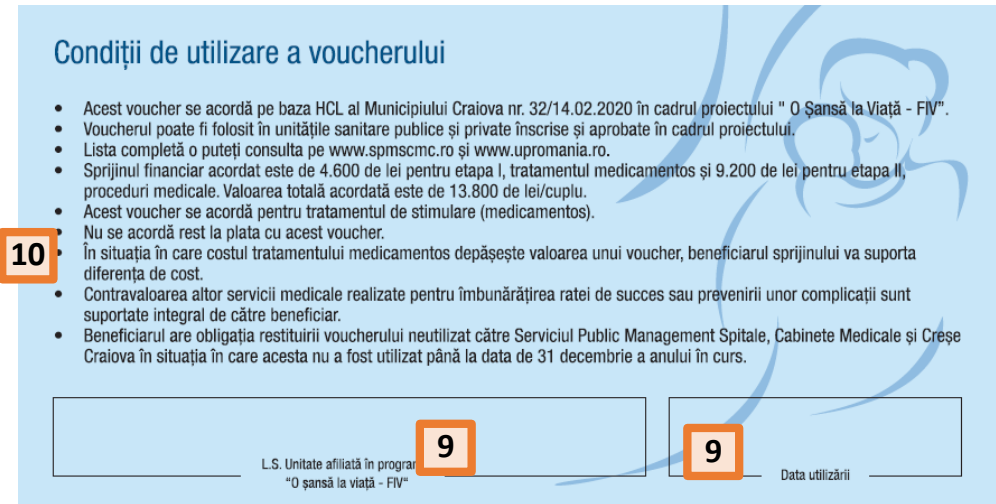 Condiții de utilizare a voucherului
• Acest voucher se acordă pe baza HCL al Municipiului Craiova nr. 32/14.02.2020 în cadrul proiectului " O Șansă la Viață - FIV”.
• Voucherul poate fi folosit în unitățile sanitare publice și private înscrise și aprobate în cadrul proiectului.
• Lista completă o puteți consulta pe www.spmscmc.ro și www.upromania.ro.
• Sprijinul financiar acordat este de 4.600 de lei pentru etapa I, tratamentul medicamentos și 9.200 de lei pentru etapa II,
proceduri medicale. Valoarea totală acordată este de 13.800 de lei/cuplu.
• Acest voucher se acordă pentru tratamentul de stimulare (medicamentos).
• Nu se acordă rest la plata cu acest voucher.
10
• În situația în care costul tratamentului medicamentos depășește valoarea unui voucher, beneficiarul sprijinului va suporta
diferența de cost.
• Contravaloarea altor servicii medicale realizate pentru îmbunărățirea ratei de succes sau prevenirii unor complicații sunt
suportate integral de către beneficiar.
• Beneficiarul are obligația restituirii voucherului neutilizat către Serviciul Public Management Spitale, Cabinete Medicale și Creșe
Craiova în situația în care acesta nu a fost utilizat până la data de 31 decembrie a anului în curs.
9
9
L.S. Unitate afiliată în progra
“O șansă la viață - FIV“
Data utilizării